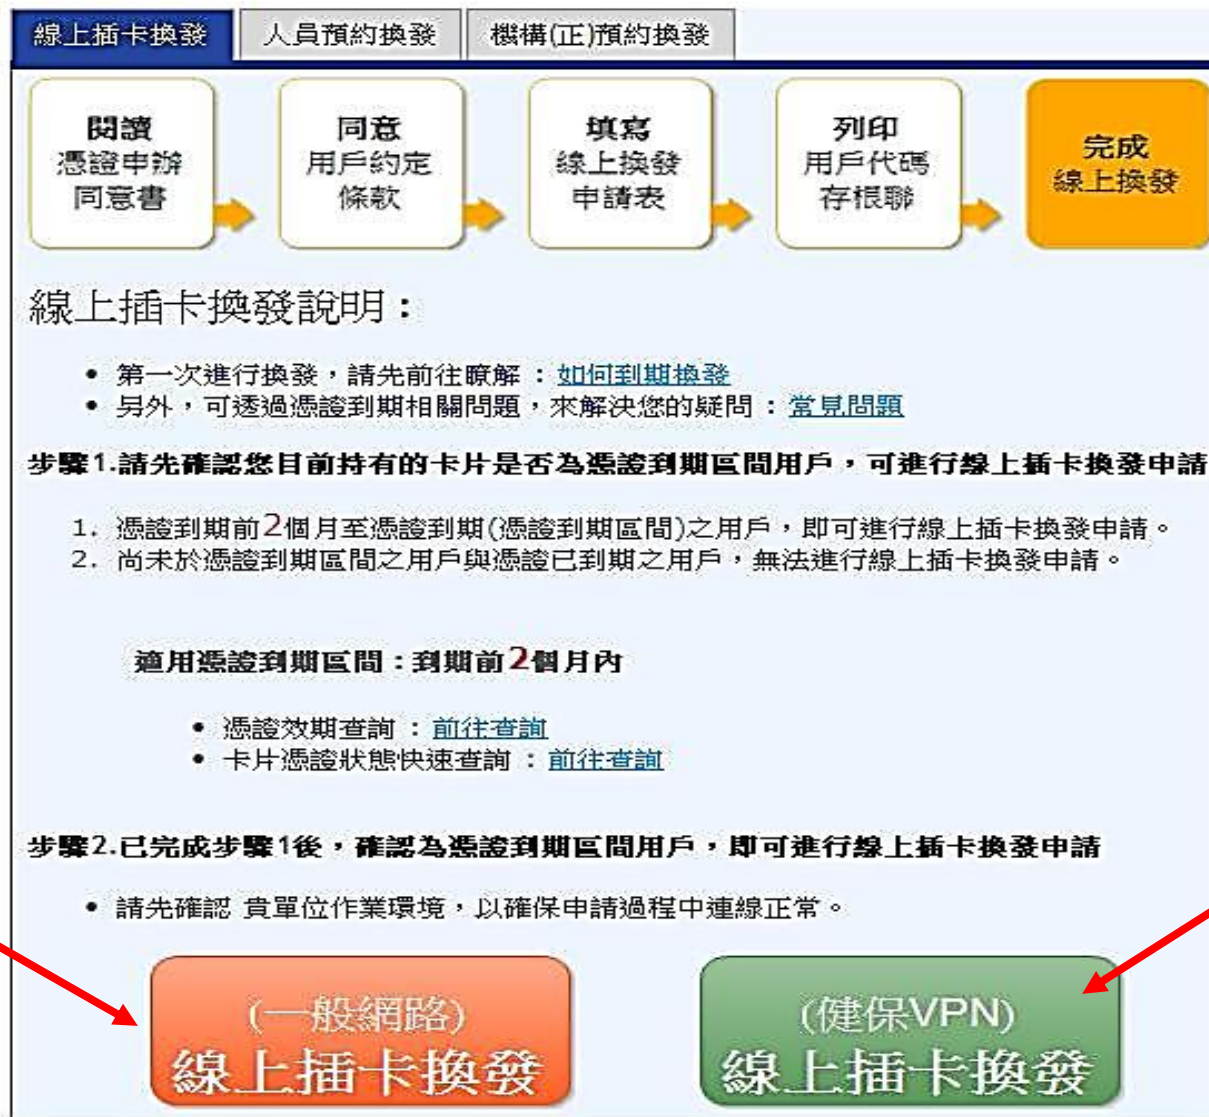 線上插卡換發 人員預約換發 機構(正)預約換發
閱讀
憑證申辦
同意書
同意
用戶約定
條款
填寫
線上換發
申請表
列印
用戶代碼
存根聯
完成
線上換發
線上插卡換發說明：
• 第一次進行換發，請先前往瞭解：如何到期換發
• 另外，可透過憑證到期相關問題，來解決您的疑問：常見問題
步驟1.請先確認您目前持有的卡片是否為憑證到期區間用戶，可進行線上插卡換發申請
1. 憑證到期前2個月至憑證到期(憑證到期區間)之用戶，即可進行線上插卡換發申請。
2. 尚未於憑證到期區間之用戶與憑證已到期之用戶，無法進行線上插卡換發申請。
適用憑證到期區間：到期前2個月內
• 憑證效期查詢：前往查詢
• 卡片憑證狀態快速查詢：前往查詢
步驟2.已完成步驟1後，確認為憑證到期區間用戶，即可進行線上插卡換發申請
• 請先確認 貴單位作業環境，以確保申請過程中連線正常。
(一般網路)
線上插卡換發
(健保VPN)
線上插卡換發